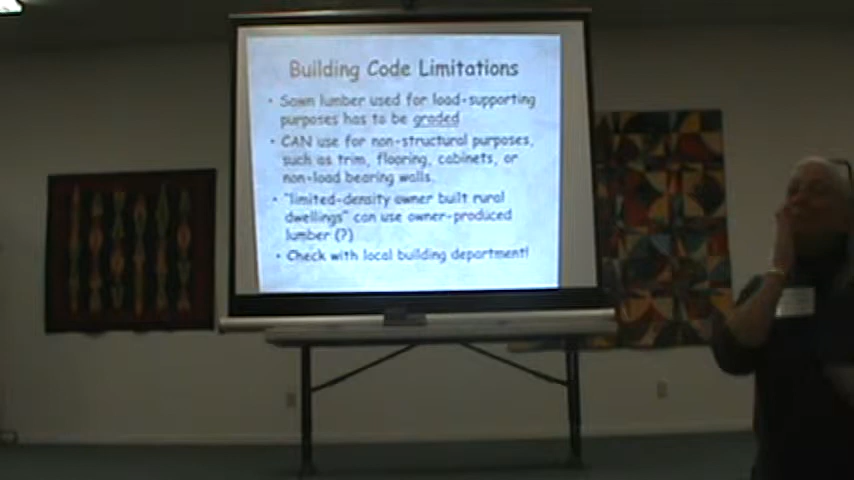 Building Code Limitations
• Sawn lumber used for load-supporting
purposes has to be graded
• CAN use for non-structural purposes,
such as trim, flooring, cabinets, or
non-load bearing walls.
• "limited-density owner built rural
dwellings" can use owner-produced
lumber (?)
• Check with local building department!